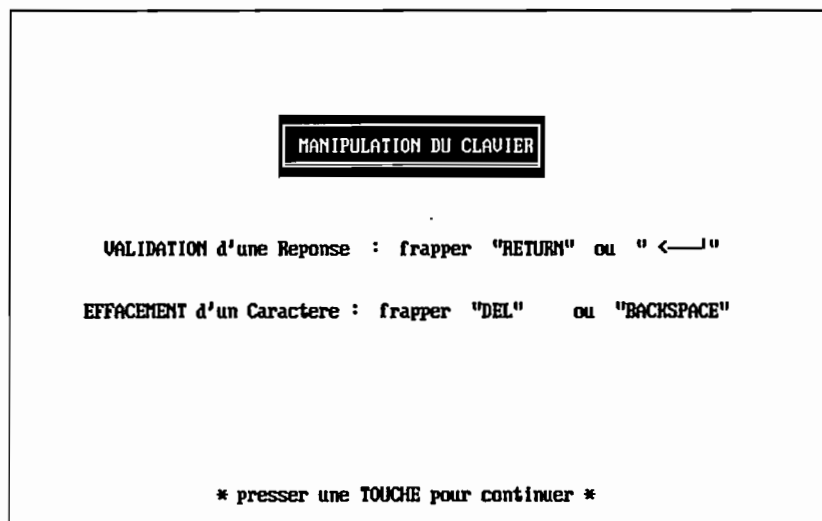 MANIPULATION DU CLAVIER
VALIDATION d'une Reponse : frapper "RETURN" ou " <──┘"
EFFACEMENT d'un Caractere : frapper "DEL" ou "BACKSPACE"
* presser une TOUCHE pour continuer *